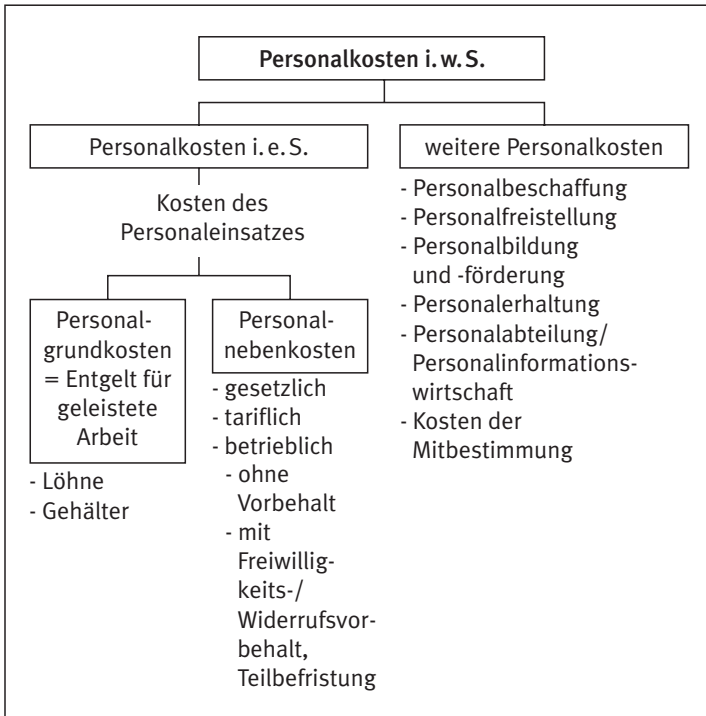 Personalkosten i. w. S.
Personalkosten i. e. S.
Kosten des
Personaleinsatzes
Personal-
grundkosten
= Entgelt für
geleistete
Arbeit
- Löhne
- Gehälter
Personal-
nebenkosten
- gesetzlich
- tariflich
- betrieblich
- ohne
Vorbehalt
- mit
Freiwillig-
keits-/
Widerrufsvor-
behalt,
Teilbefristung
weitere Personalkosten
- Personalbeschaffung
- Personalfreistellung
- Personalbildung
und -förderung
- Personalerhaltung
- Personalabteilung/
Personalinformations-
wirtschaft
- Kosten der
Mitbestimmung